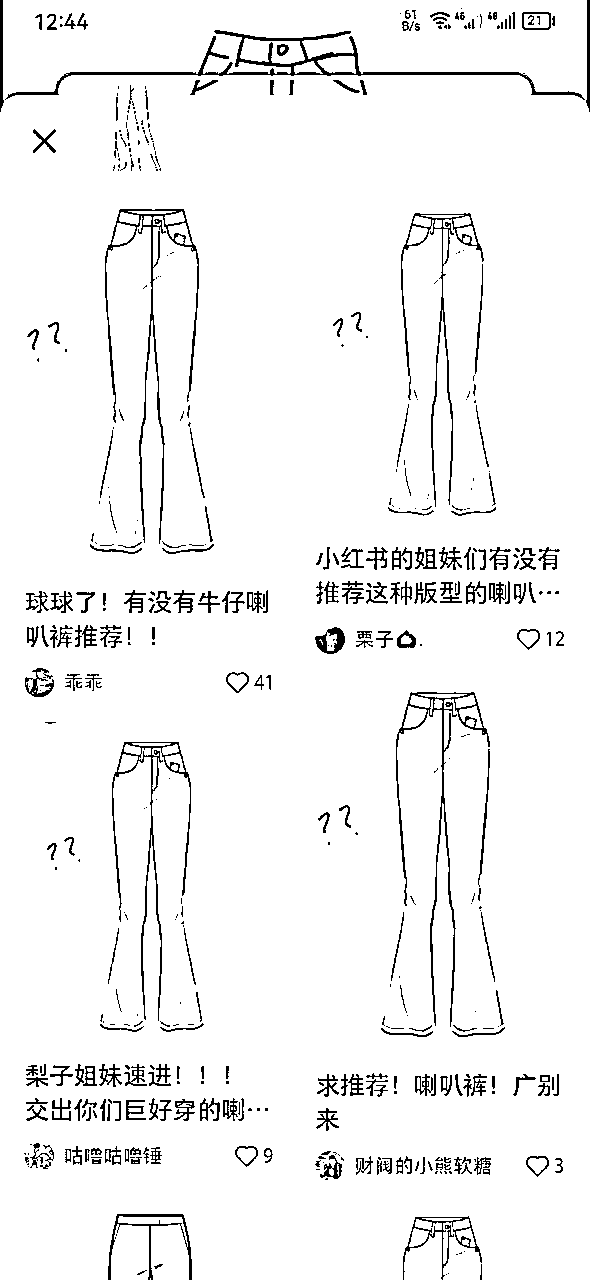 12:44
61 B/s 46 46 21
??
??
小红书的姐妹们有没有
推荐这种版型的喇叭…
栗子.
12
球球了！有没有牛仔喇
叭裤推荐！！
乖乖
41
??
??
梨子姐妹速进！！！
交出你们巨好穿的喇…
咕噜咕噜锤
9
求推荐！喇叭裤！广别
来
财阀的小熊软糖
3